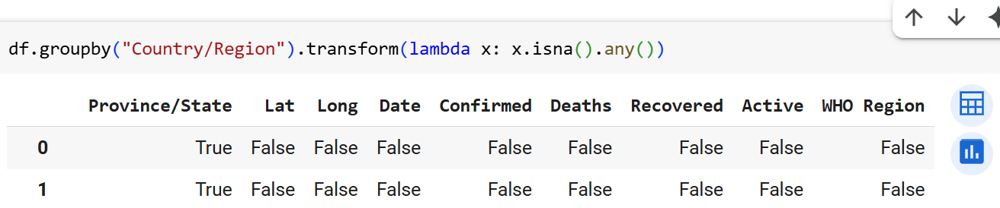 df.groupby("Country/Region").transform(lambda x: x.isna().any())
Province/State Lat Long Date Confirmed Deaths Recovered Active WHO Region
0 True False False False False False False False False
1 True False False False False False False False False